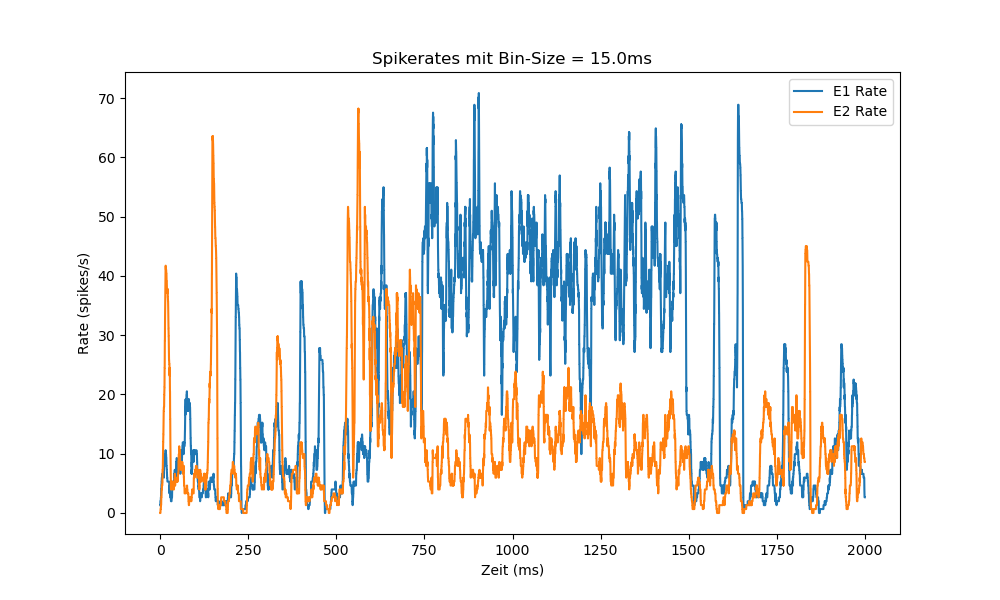 Spikerates mit Bin-Size = 15.0ms
E1 Rate
E2 Rate
70
60
50
40
30
20
10
0
Rate (spikes/s)
0 250 500 750 1000 1250 1500 1750 2000
Zeit (ms)